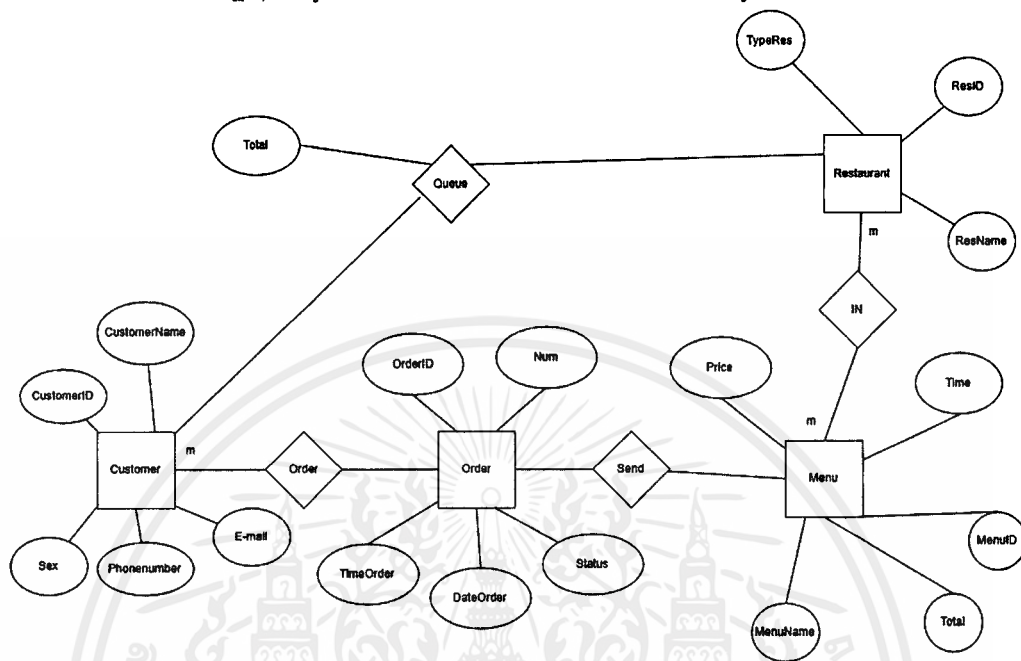 TypeRes
ResID
Total
Queue
Restaurant
ResName
m
IN
CustomerName
OrderID
Num
Price
Time
CustomerID
m
m
Customer
Order
Order
Send
Menu
Sex
Phonenumber
E-mail
TimeOrder
DateOrder
Status
MenuID
MenuName
Total